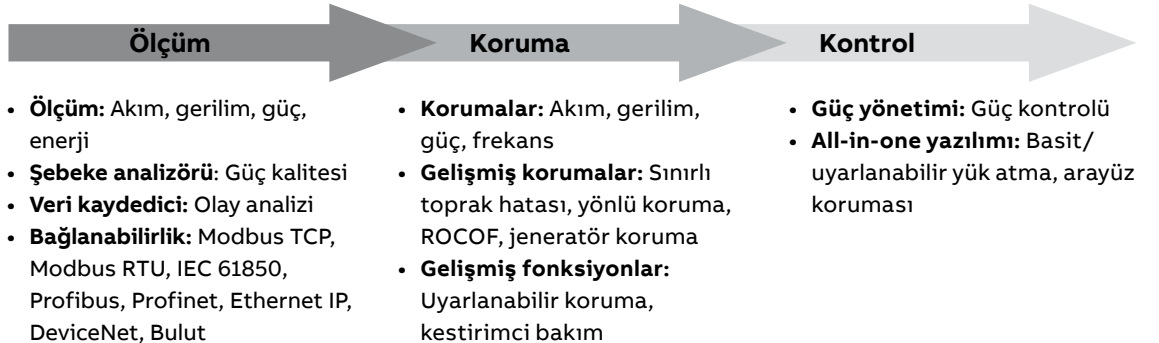 Ölçüm
• Ölçüm: Akım, gerilim, güç,
enerji
• Şebeke analizörü: Güç kalitesi
• Veri kaydedici: Olay analizi
• Bağlanabilirlik: Modbus TCP,
Modbus RTU, IEC 61850,
Profibus, Profinet, Ethernet IP,
DeviceNet, Bulut
Koruma
• Korumalar: Akım, gerilim,
güç, frekans
• Gelişmiş korumalar: Sınırlı
toprak hatası, yönlü koruma,
ROCOF, jeneratör koruma
• Gelişmiş fonksiyonlar:
Uyarlanabilir koruma,
kestirimci bakım
Kontrol
• Güç yönetimi: Güç kontrolü
• All-in-one yazılımı: Basit/
uyarlanabilir yük atma, arayüz
koruması